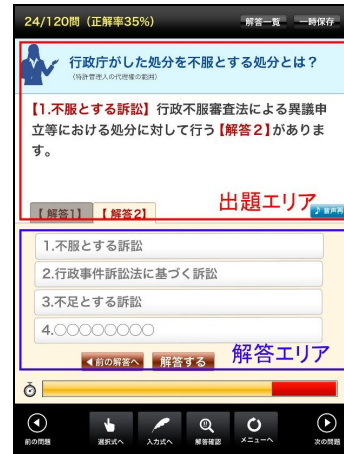 24/120問（正解率35%）
解答一覧
一時保存
行政庁がした処分を不服とする処分とは？
(特許管理人の代理権の範囲)
【1.不服とする訴訟】行政不服審査法による異議申
立等における処分に対して行う【解答2】がありま
す。
出題エリア
【解答1】
【解答2】
♪音声再
1.不服とする訴訟
2.行政事件訴訟法に基づく訴訟
3.不足とする訴訟
4.○○○○○○○○
◀前の解答へ
解答する
解答エリア
前の問題
選択式へ
入力式へ
解答確認
メニューへ
次の問題